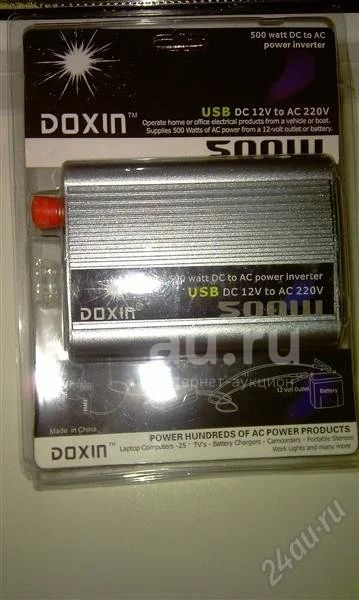 500 watt DC to AC
power inverter
DOXIN™
USB DC 12V to AC 220V
Operate home or office electrical products from a vehicle or boat.
Supplies 500 Watts of AC power from a 12-volt outlet or battery.
500W
500 watt DC to AC power inverter
USB DC 12V to AC 220V
DOXIN™
500W
au.ru
интернет-аукцион
12 Volt Outlet
Battery
Made in China
DOXIN™
POWER HUNDREDS OF AC POWER PRODUCTS
Laptop Computers -25" TV's - Battery Chargers - Camcorders - Portable Stereos
Work Lights and many more
24au.ru